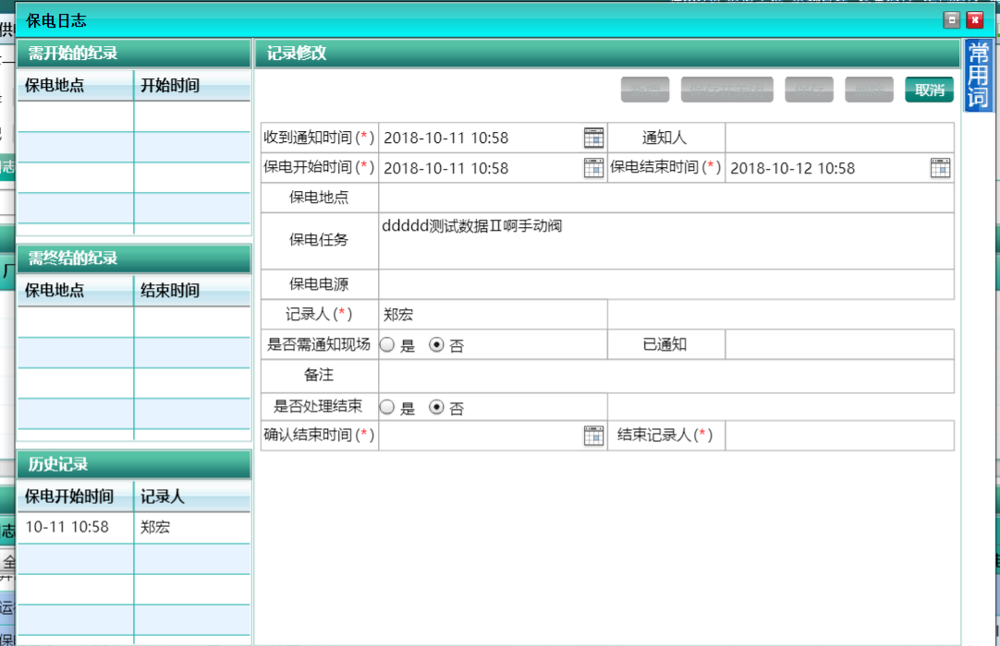 保电日志
需开始的纪录
保电地点 开始时间
需终结的纪录
保电地点 结束时间
历史记录
保电开始时间 记录人
10-11 10:58 郑宏
记录修改
取消
常用词
收到通知时间(*) 2018-10-11 10:58 通知人
保电开始时间(*) 2018-10-11 10:58 保电结束时间(*) 2018-10-12 10:58
保电地点
保电任务 ddddd测试数据II啊手动阀
保电电源
记录人(*) 郑宏
是否需通知现场 是 否 已通知
备注
是否处理结束 是 否
确认结束时间(*) 结束记录人(*)